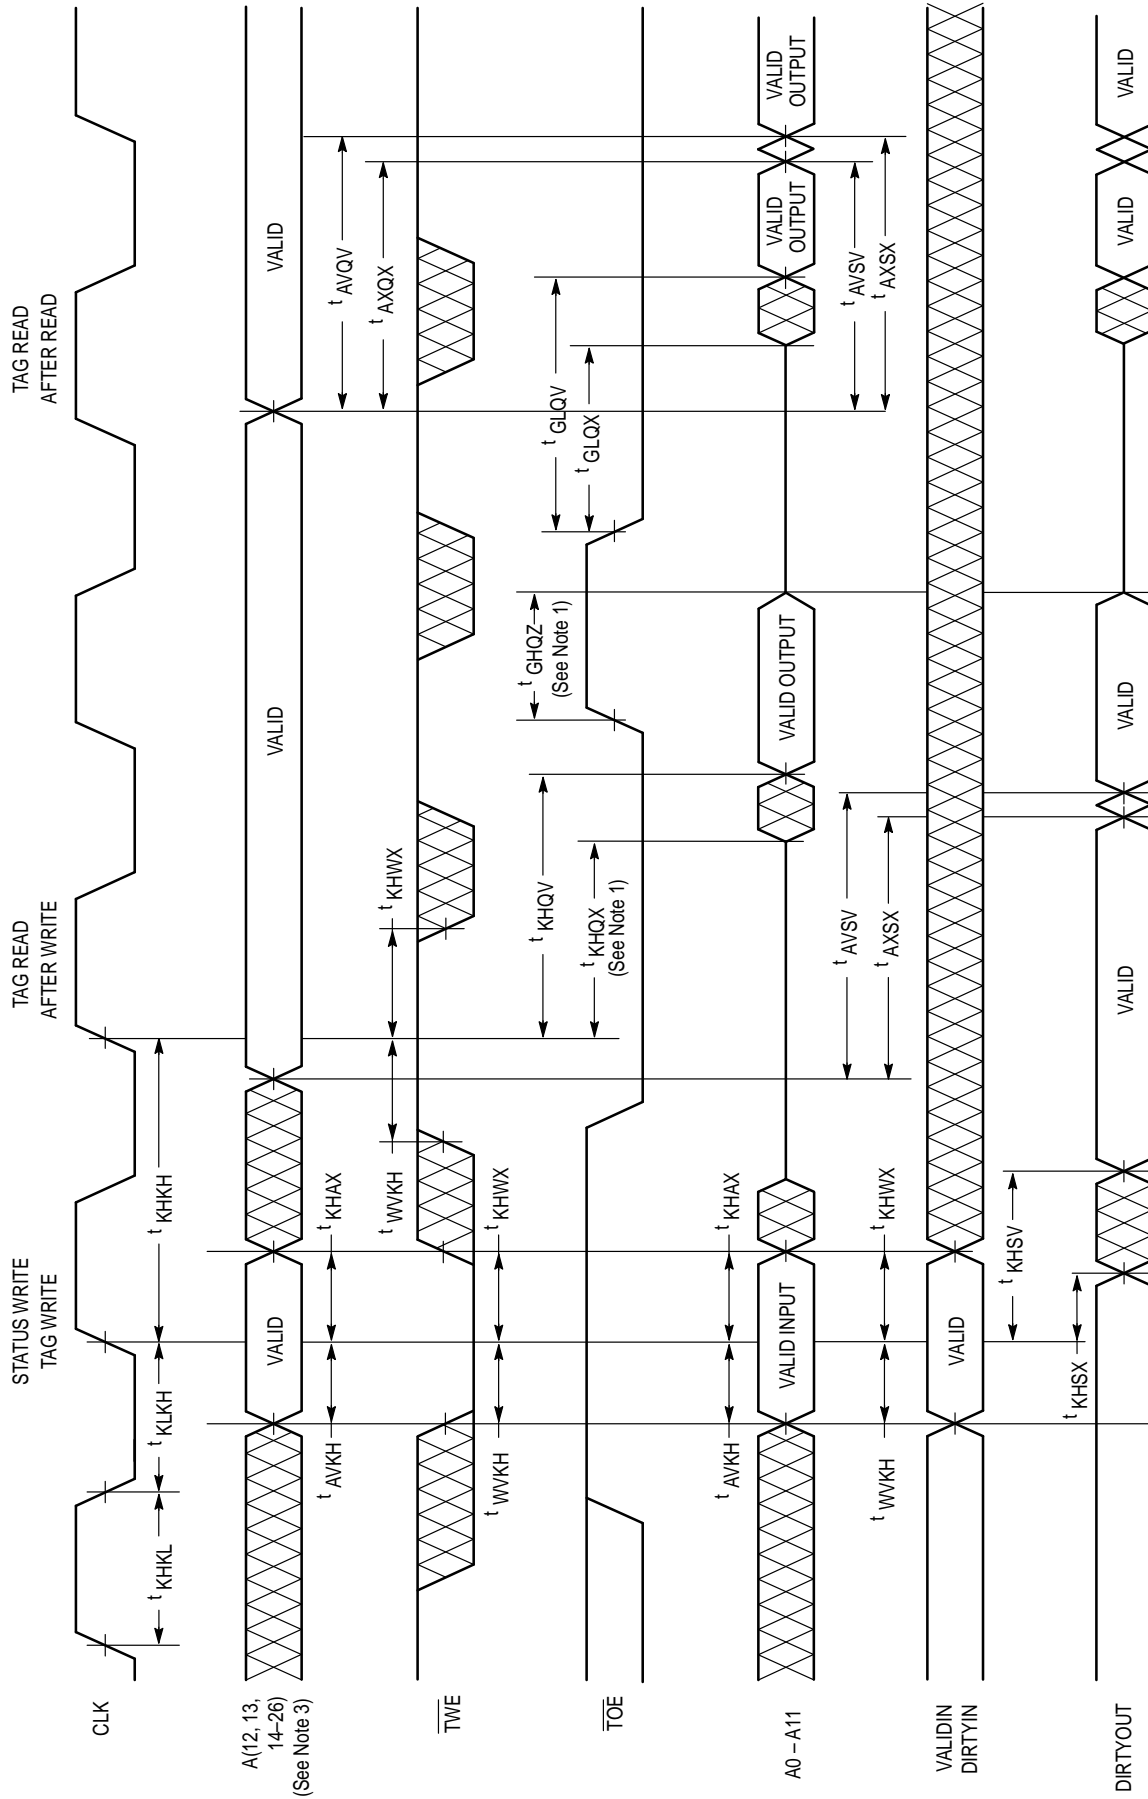 STATUS WRITE
TAG WRITE
TAG READ
AFTER WRITE
TAG READ
AFTER READ
CLK
t KHKL
t KLKH
t KHKH
A(12, 13,
14–26)
(See Note 3)
VALID
VALID
VALID
t AVKH
t KHAX
t AVQV
t AXQX
t WVKH
t KHWX
TWE
t WVKH
t KHWX
t GHQZ
(See Note 1)
t KHQV
t GLQV
t KHQX
(See Note 1)
t GLQX
TOE
t AVKH
t KHAX
A0 – A11
VALID INPUT
VALID OUTPUT
VALID
OUTPUT
VALID
OUTPUT
t AVSV
t AVSV
t WVKH
t KHWX
t AXSX
t AXSX
VALIDIN
DIRTYIN
VALID
t KHSV
t KHSX
DIRTYOUT
VALID
VALID
VALID
VALID